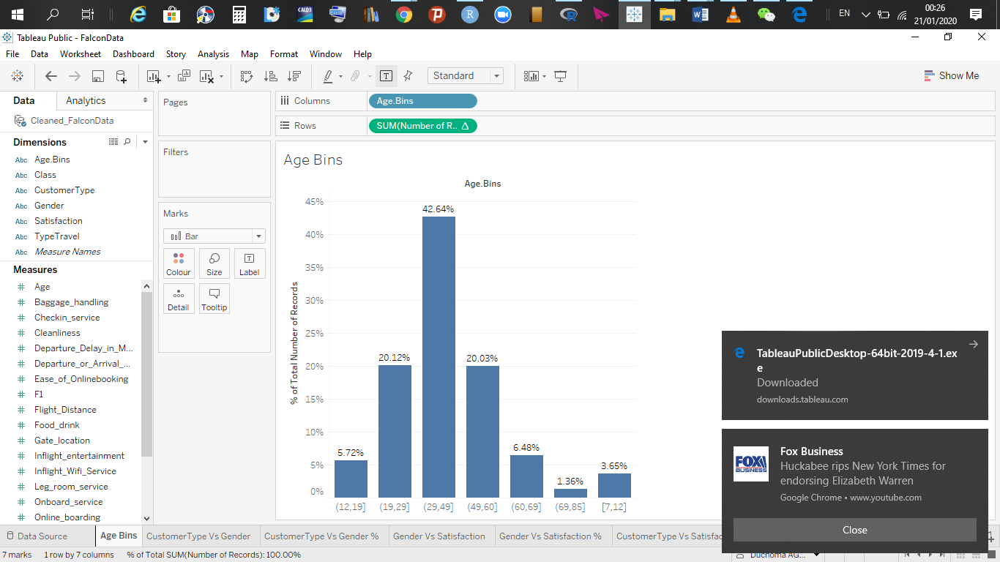 EN
00:26
21/01/2020
Tableau Public - FalconData
File Data Worksheet Dashboard Story Analysis Map Format Window Help
Standard
Show Me
Data Analytics
Cleaned_FalconData
Dimensions
Abc Age.Bins
Abc Class
Abc CustomerType
Abc Gender
Abc Satisfaction
Abc TypeTravel
Abc Measure Names
Measures
# Age
# Baggage_handling
# Checkin_service
# Cleanliness
# Departure_Delay_in_M...
# Departure_or_Arrival_...
# Ease_of_Onlinebooking
# F1
# Flight_Distance
# Food_drink
# Gate_location
# Inflight_entertainment
# Inflight_Wifi_Service
# Leg_room_service
# Onboard_service
# Online_boarding
Pages
Filters
Marks
Bar
Colour Size Label
Detail Tooltip
Columns Age.Bins
Rows SUM(Number of R.. Δ
Age Bins
Age.Bins
% of Total Number of Records
45%
40%
35%
30%
25%
20%
15%
10%
5%
0%
5.72%
20.12%
42.64%
20.03%
6.48%
1.36%
3.65%
(12,19] (19,29] (29,49] (49,60] (60,69] (69,85] [7,12]
TableauPublicDesktop-64bit-2019-4-1.ex
e
Downloaded
downloads.tableau.com
FOX
BUSINESS
Fox Business
Huckabee rips New York Times for
endorsing Elizabeth Warren
Google Chrome • www.youtube.com
Close
Data Source Age Bins CustomerType Vs Gender CustomerType Vs Gender % Gender Vs Satisfaction Gender Vs Satisfaction % CustomerType Vs Satisfac
7 marks 1 row by 7 columns % of Total SUM(Number of Records): 100.00%
Duchoma AG...